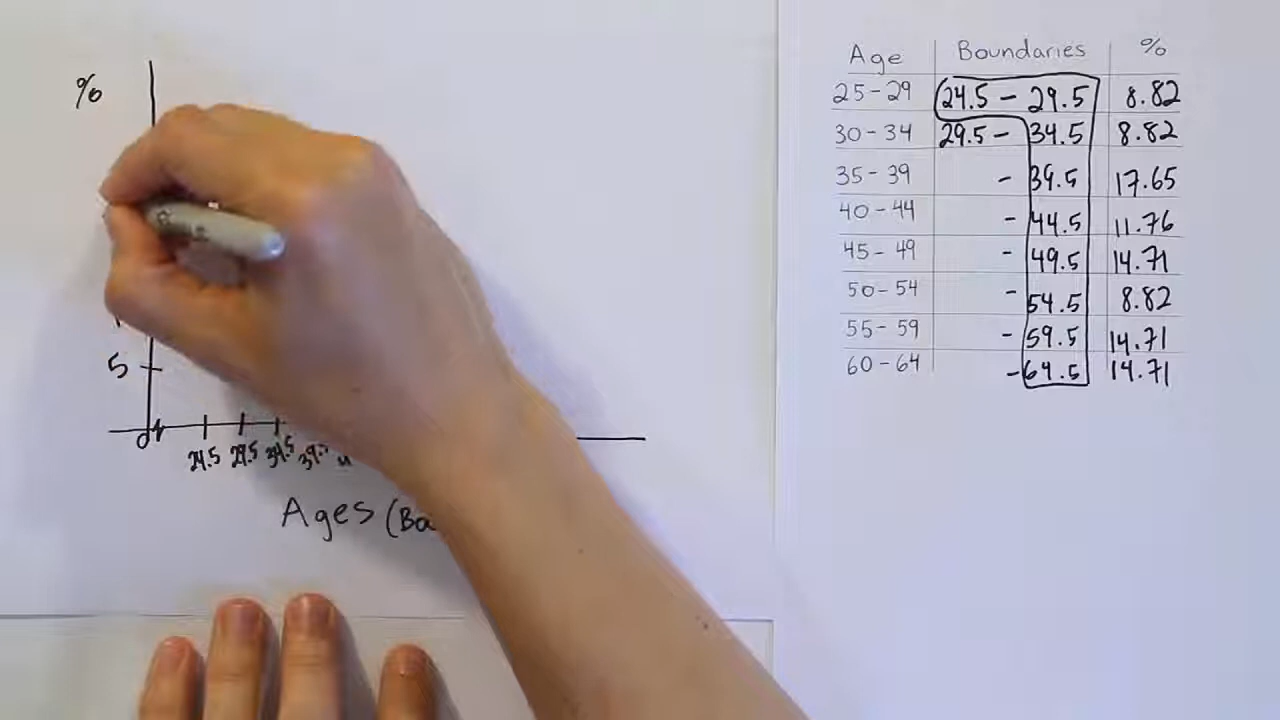 %
5
0
24.5 29.5 34.5 39.5
Ages (Bo
Age Boundaries %
25-29 24.5 - 29.5 8.82
30-34 29.5 - 34.5 8.82
35-39 - 39.5 17.65
40-44 - 44.5 11.76
45-49 - 49.5 14.71
50-54 - 54.5 8.82
55-59 - 59.5 14.71
60-64 - 64.5 14.71